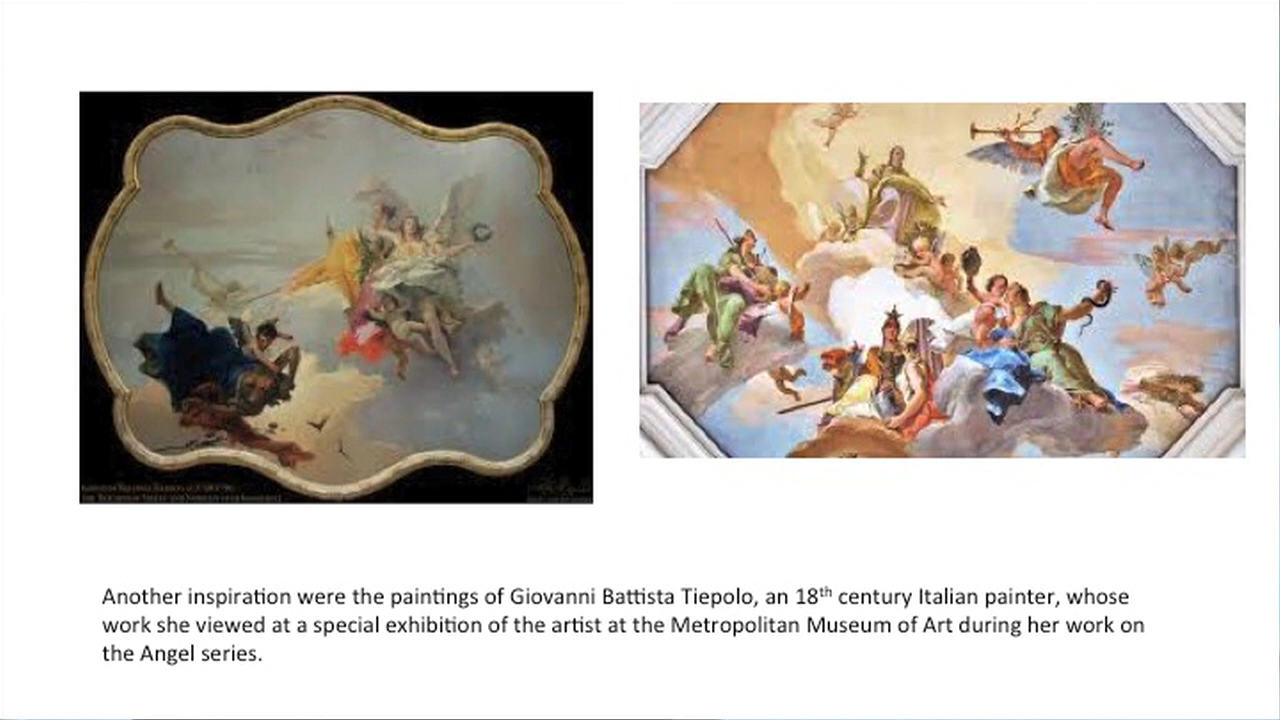 Another inspiration were the paintings of Giovanni Battista Tiepolo, an 18th century Italian painter, whose
work she viewed at a special exhibition of the artist at the Metropolitan Museum of Art during her work on
the Angel series.